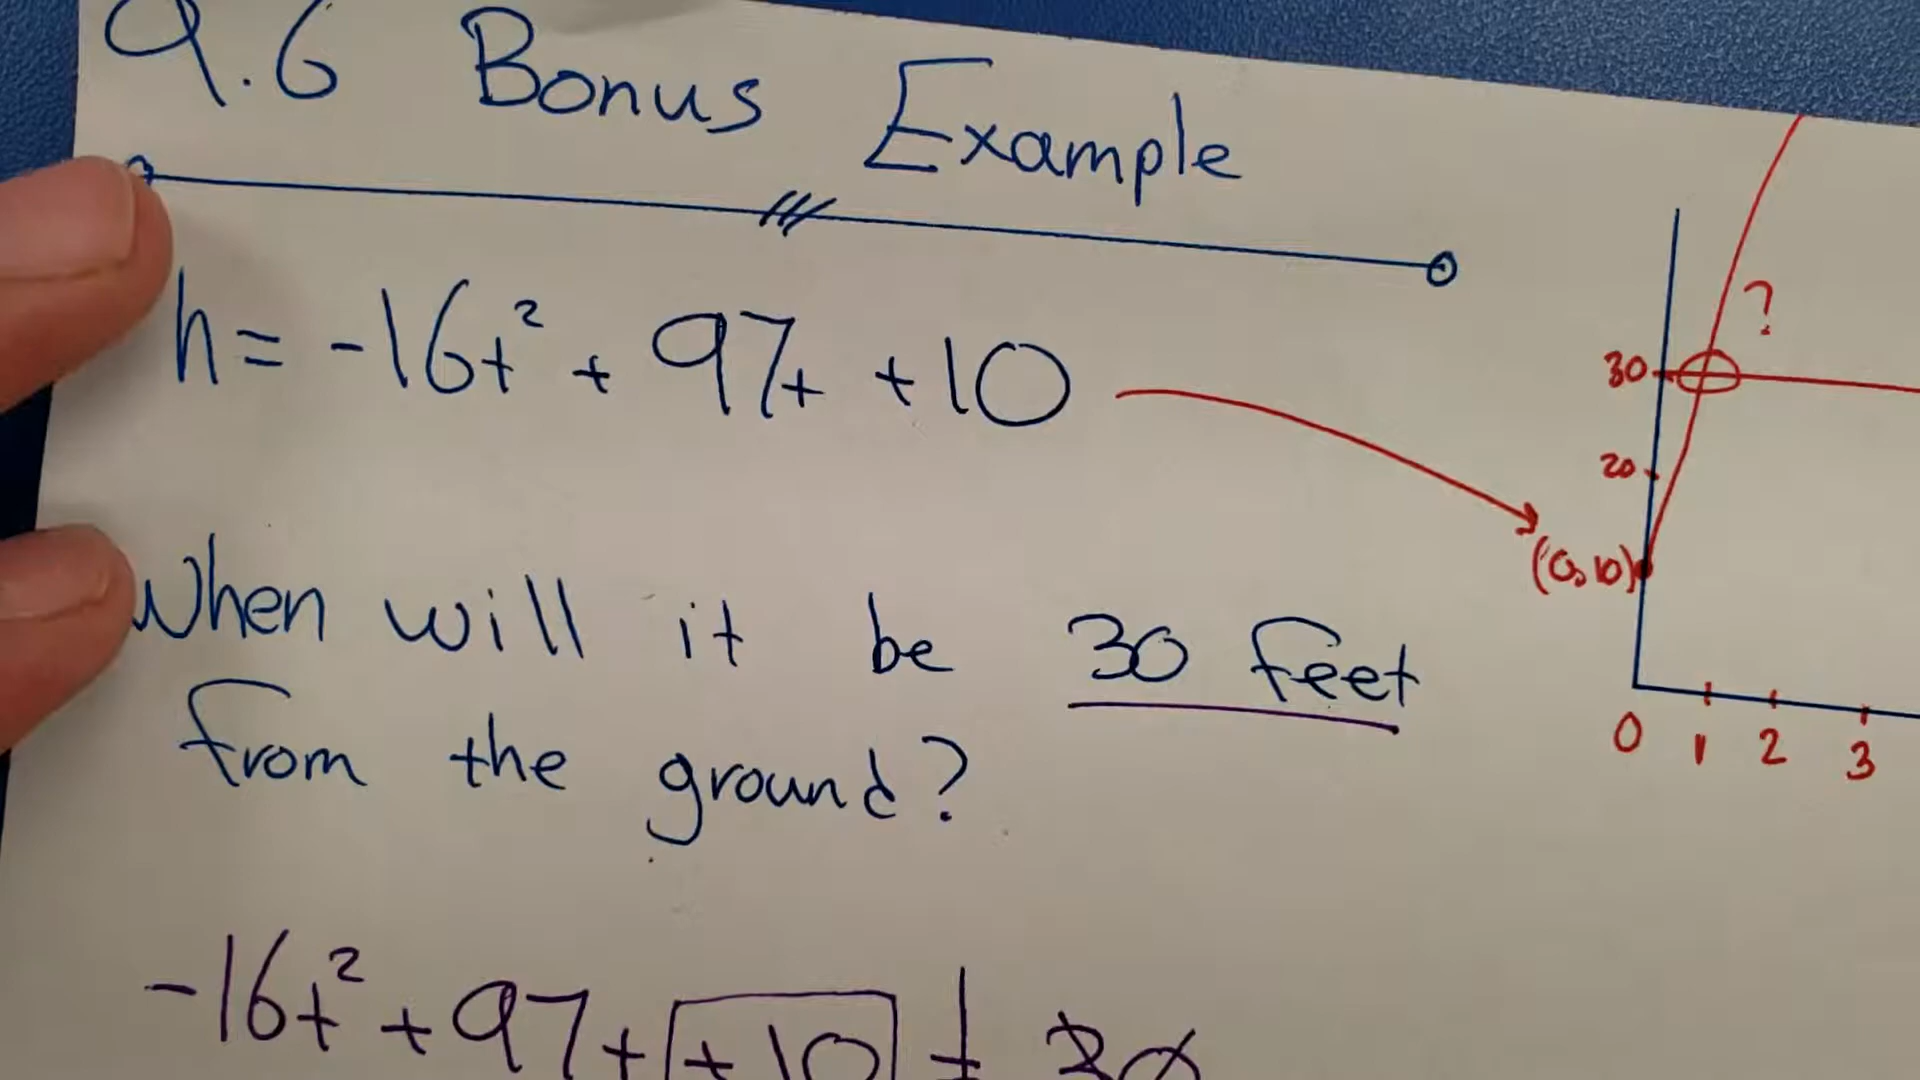 9.6 Bonus Example
h = -16t² + 97t + 10
When will it be 30 feet
from the ground?
-16t² + 97t + 10 = 30
?
30
20
(0,10)
0 1 2 3